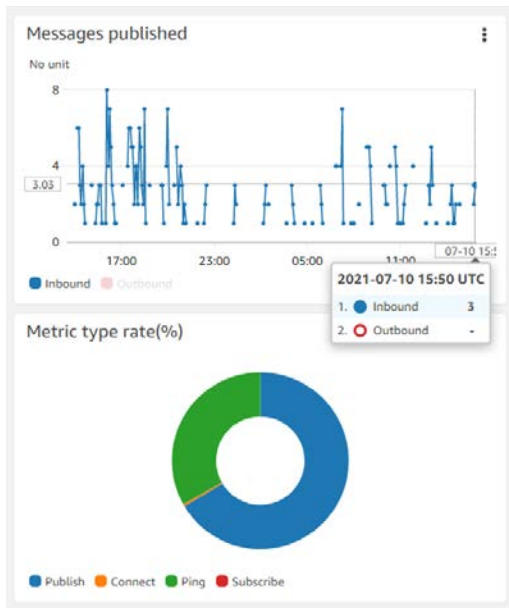 Messages published
No unit
8
4
3.03
0
17:00 23:00 05:00 11:00 07-10 15:5
Inbound Outbound
2021-07-10 15:50 UTC
1. Inbound 3
2. Outbound -
Metric type rate(%)
Publish Connect Ping Subscribe